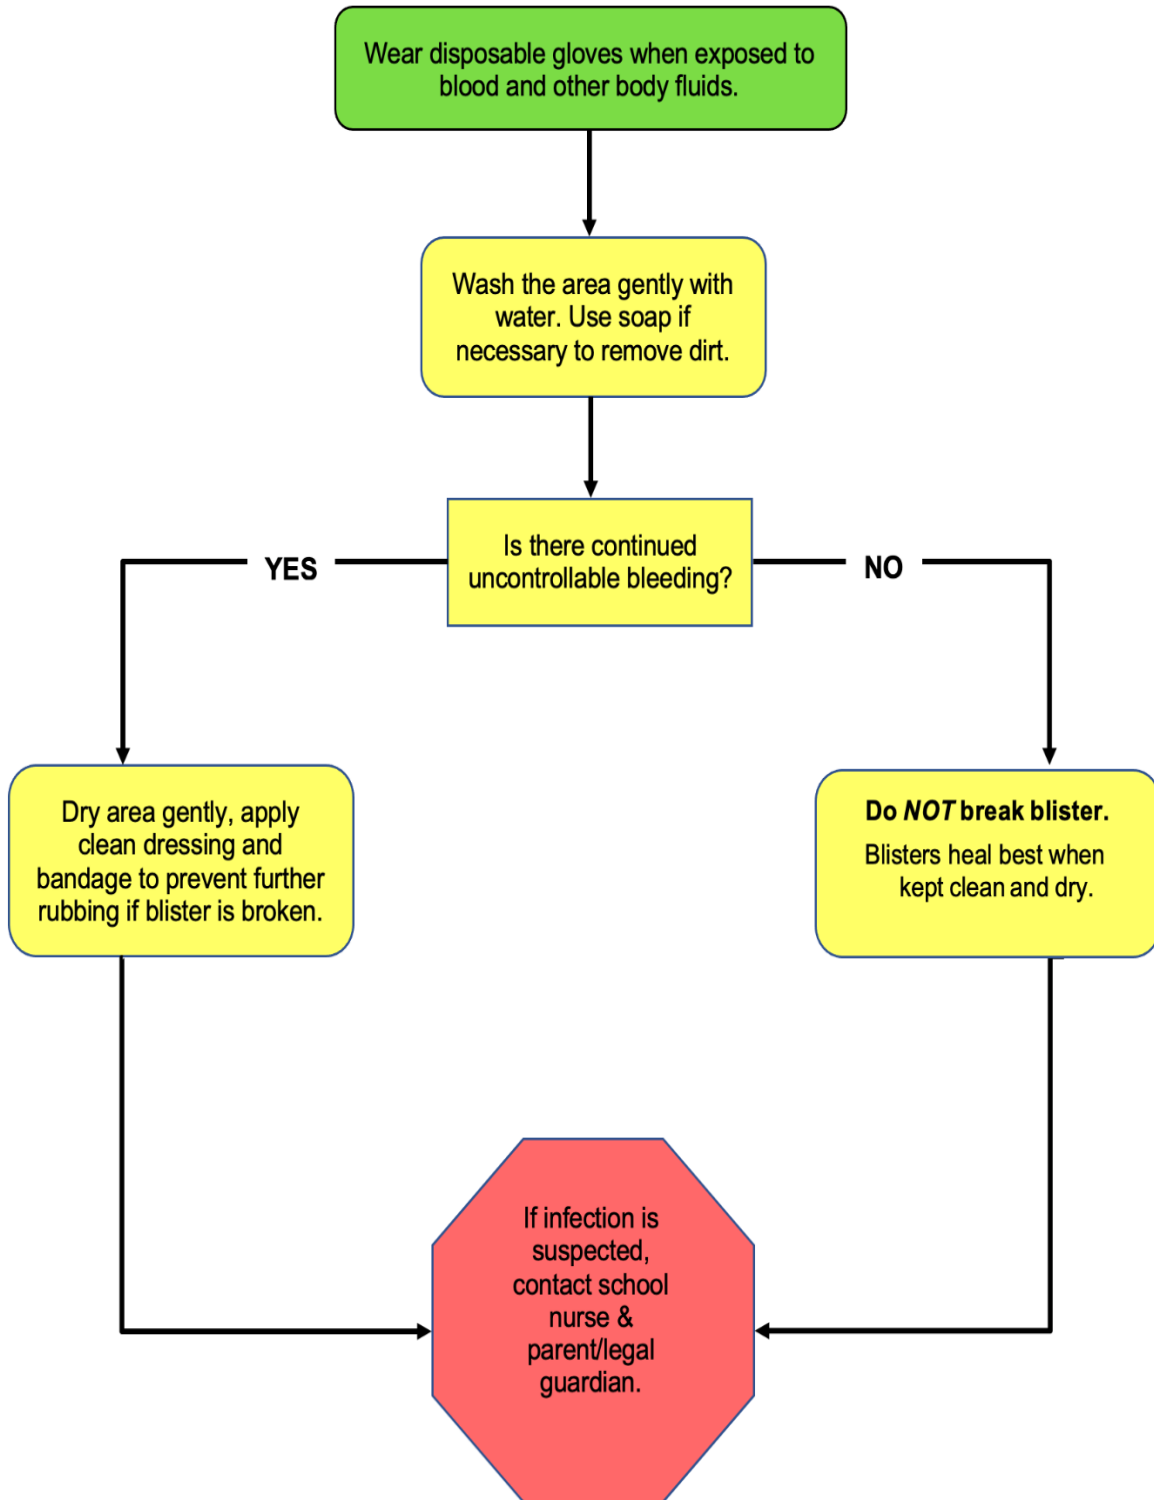 Wear disposable gloves when exposed to
blood and other body fluids.
Wash the area gently with
water. Use soap if
necessary to remove dirt.
Is there continued
uncontrollable bleeding?
YES
NO
Dry area gently, apply
clean dressing and
bandage to prevent further
rubbing if blister is broken.
Do NOT break blister.
Blisters heal best when
kept clean and dry.
If infection is
suspected,
contact school
nurse &
parent/legal
guardian.